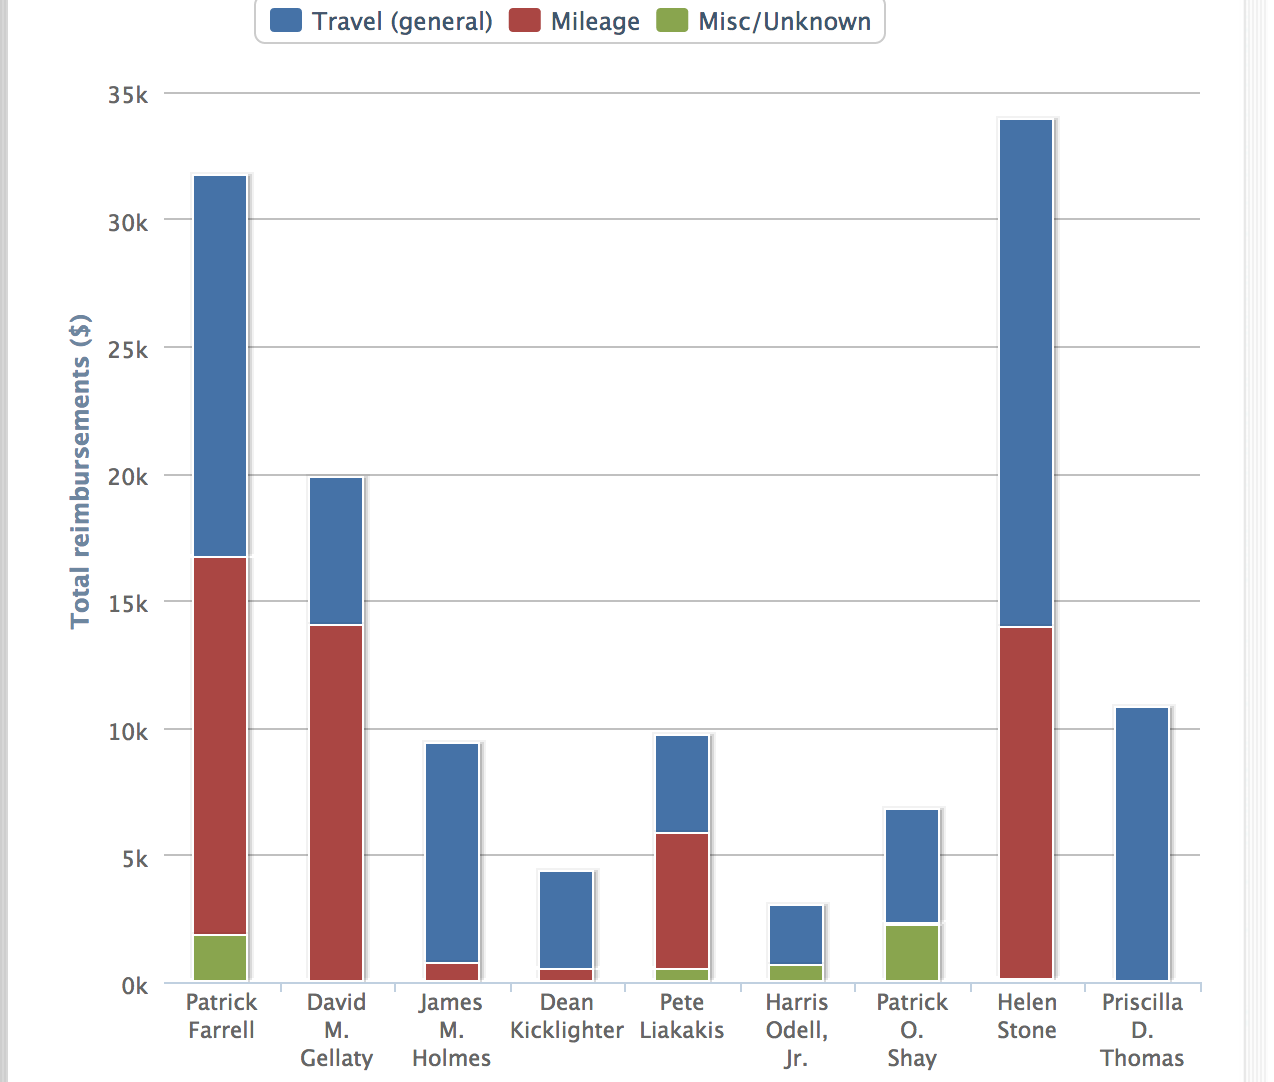 Travel (general) Mileage Misc/Unknown
35k
30k
25k
20k
15k
10k
5k
0k
Total reimbursements ($)
Patrick Farrell
David M. Gellaty
James M. Holmes
Dean Kicklighter
Pete Liakakis
Harris Odell, Jr.
Patrick O. Shay
Helen Stone
Priscilla D. Thomas